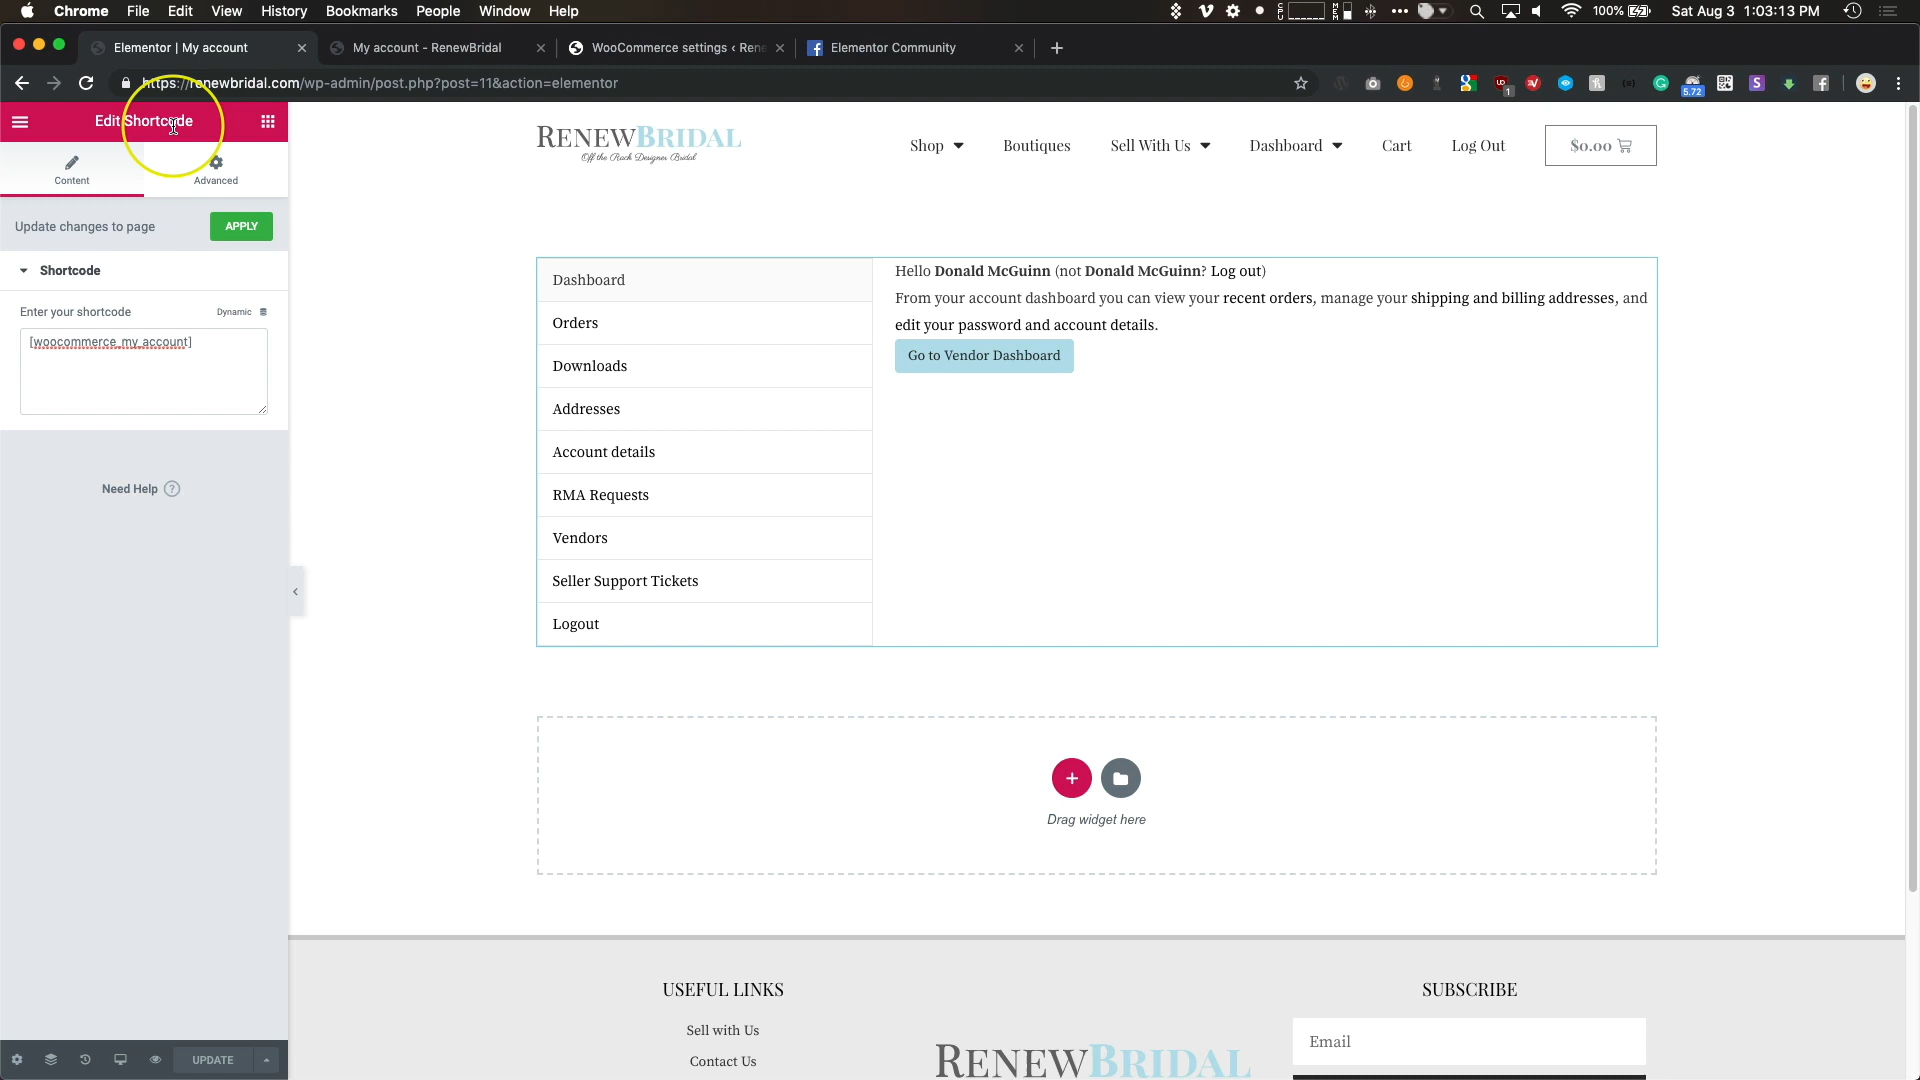 Chrome File Edit View History Bookmarks People Window Help 100% Sat Aug 3 1:03:13 PM
Elementor | My account My account - RenewBridal WooCommerce settings ‹ Rene Elementor Community
https://renewbridal.com/wp-admin/post.php?post=11&action=elementor
5.72
1
Edit Shortcode
Content Advanced
Update changes to page APPLY
Shortcode
Enter your shortcode Dynamic
[woocommerce_my_account]
Need Help ?
UPDATE
RENEWBRIDAL
Off the Rack Designer Bridal
Shop Boutiques Sell With Us Dashboard Cart Log Out $0.00
Dashboard
Orders
Downloads
Addresses
Account details
RMA Requests
Vendors
Seller Support Tickets
Logout
Hello Donald McGuinn (not Donald McGuinn? Log out)
From your account dashboard you can view your recent orders, manage your shipping and billing addresses, and
edit your password and account details.
Go to Vendor Dashboard
Drag widget here
USEFUL LINKS
Sell with Us
Contact Us
RENEWBRIDAL
SUBSCRIBE
Email